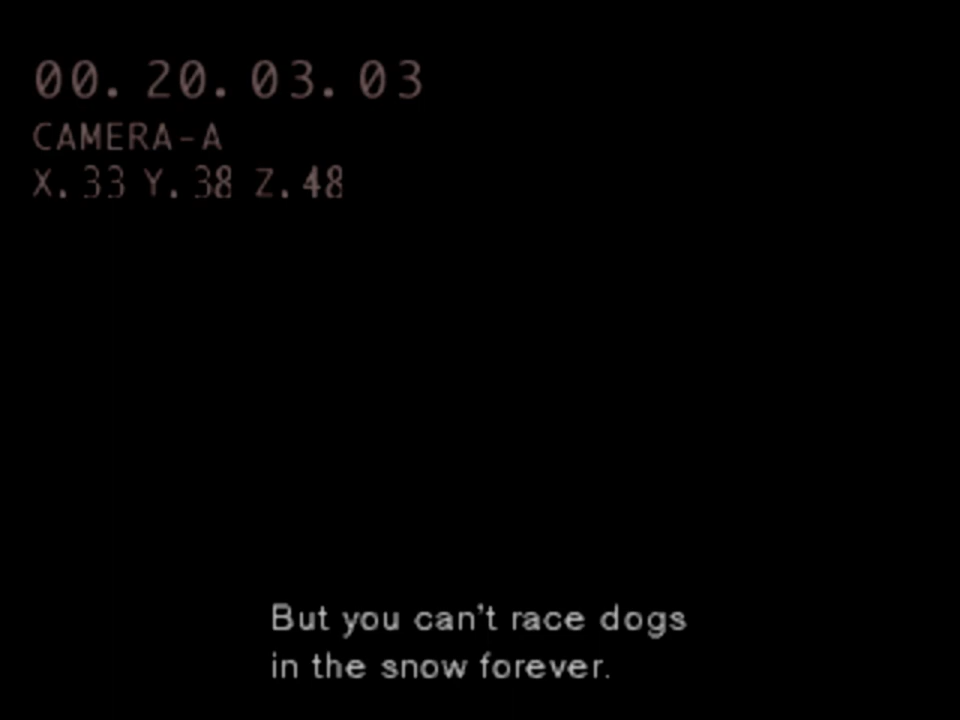 00.20.03.03
CAMERA-A
X.33 Y.38 Z.48
But you can't race dogs
in the snow forever.